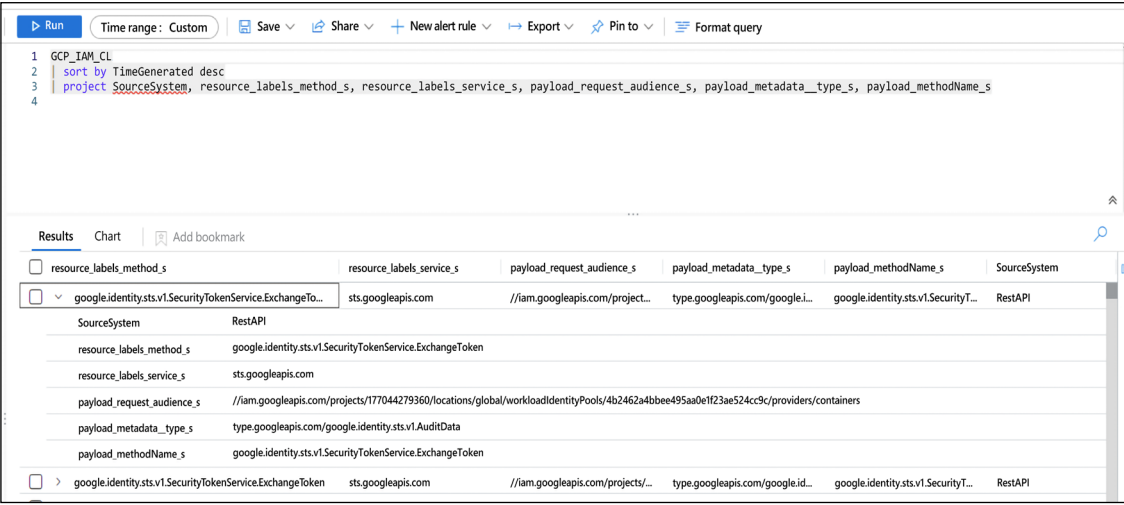 Run Time range : Custom Save Share New alert rule Export Pin to Format query
1 GCP_IAM_CL
2 | sort by TimeGenerated desc
3 | project SourceSystem, resource_labels_method_s, resource_labels_service_s, payload_request_audience_s, payload_metadata__type_s, payload_methodName_s
4
Results Chart Add bookmark
resource_labels_method_s resource_labels_service_s payload_request_audience_s payload_metadata__type_s payload_methodName_s SourceSystem
google.identity.sts.v1.SecurityTokenService.ExchangeTo... sts.googleapis.com //iam.googleapis.com/project... type.googleapis.com/google.i... google.identity.sts.v1.SecurityT... RestAPI
SourceSystem RestAPI
resource_labels_method_s google.identity.sts.v1.SecurityTokenService.ExchangeToken
resource_labels_service_s sts.googleapis.com
payload_request_audience_s //iam.googleapis.com/projects/177044279360/locations/global/workloadIdentityPools/4b2462a4bbee495aa0e1f23ae524cc9c/providers/containers
payload_metadata__type_s type.googleapis.com/google.identity.sts.v1.AuditData
payload_methodName_s google.identity.sts.v1.SecurityTokenService.ExchangeToken
google.identity.sts.v1.SecurityTokenService.ExchangeToken sts.googleapis.com //iam.googleapis.com/projects/... type.googleapis.com/google.id... google.identity.sts.v1.SecurityT... RestAPI